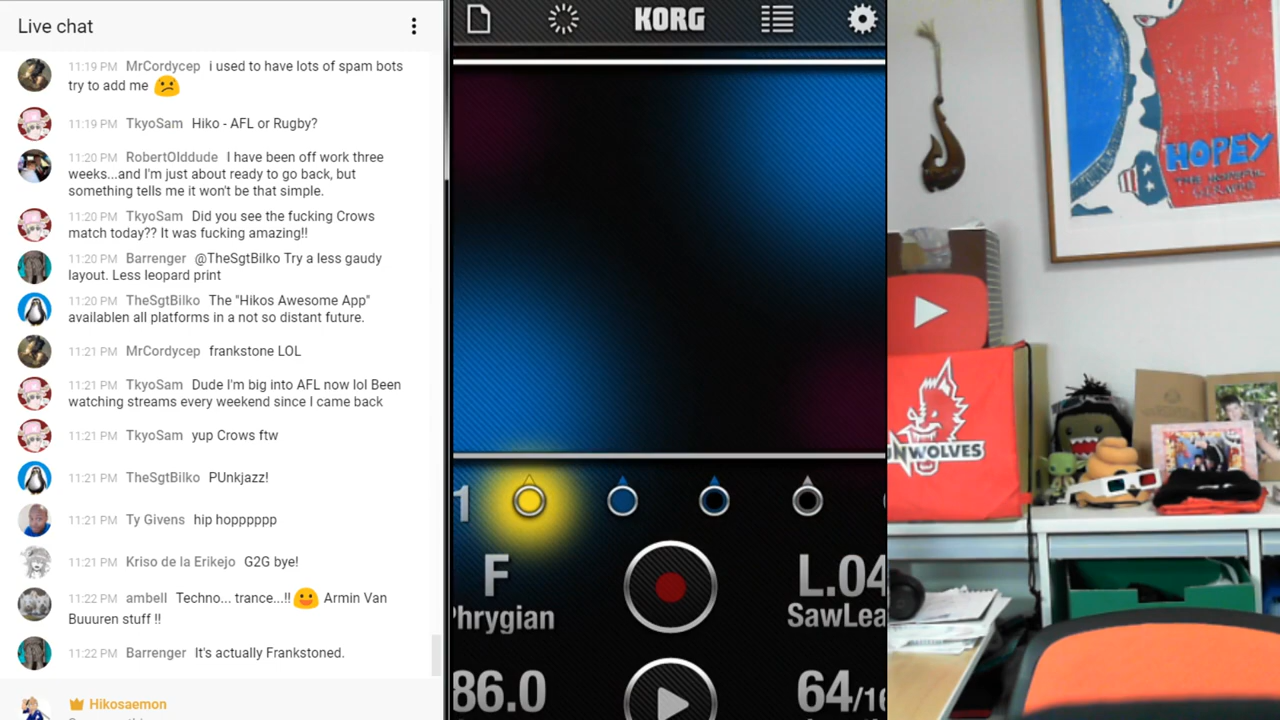 Live chat
11:19 PM MrCordycep i used to have lots of spam bots
try to add me
11:19 PM TkyoSam Hiko - AFL or Rugby?
11:20 PM RobertOlddude I have been off work three
weeks...and I'm just about ready to go back, but
something tells me it won't be that simple.
11:20 PM TkyoSam Did you see the fucking Crows
match today?? It was fucking amazing!!
11:20 PM Barrenger @TheSgtBilko Try a less gaudy
layout. Less leopard print
11:20 PM TheSgtBilko The "Hikos Awesome App"
availablen all platforms in a not so distant future.
11:21 PM MrCordycep frankstone LOL
11:21 PM TkyoSam Dude I'm big into AFL now lol Been
watching streams every weekend since I came back
11:21 PM TkyoSam yup Crows ftw
11:21 PM TheSgtBilko PUnkjazz!
11:21 PM Ty Givens hip hopppppp
11:21 PM Kriso de la Erikejo G2G bye!
11:22 PM ambell Techno... trance...!! Armin Van
Buuuren stuff !!
11:22 PM Barrenger It's actually Frankstoned.
Hikosaemon
KORG
1
F
Phrygian
L.04
SawLea
86.0
64/16
HOPEY
THE HOPEFUL
UNWOLVES